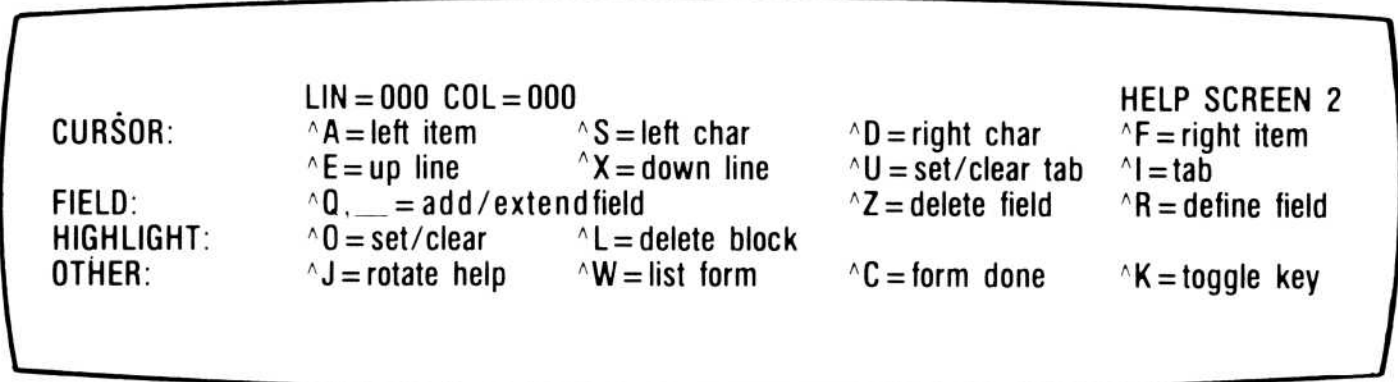 LIN=000 COL=000 HELP SCREEN 2
CURSOR: ^A=left item ^S=left char ^D=right char ^F=right item
^E=up line ^X=down line ^U=set/clear tab ^I=tab
FIELD: ^Q,__=add/extend field ^Z=delete field ^R=define field
HIGHLIGHT: ^O=set/clear ^L=delete block
OTHER: ^J=rotate help ^W=list form ^C=form done ^K=toggle key